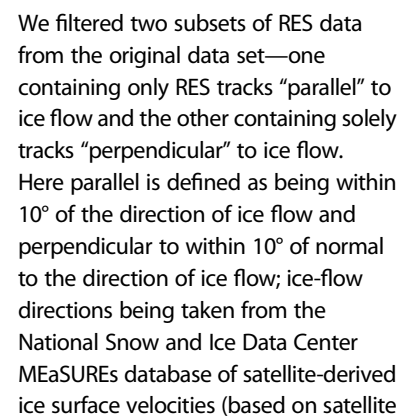 We filtered two subsets of RES data
from the original data set—one
containing only RES tracks “parallel” to
ice flow and the other containing solely
tracks “perpendicular” to ice flow.
Here parallel is defined as being within
10° of the direction of ice flow and
perpendicular to within 10° of normal
to the direction of ice flow; ice-flow
directions being taken from the
National Snow and Ice Data Center
MEaSUREs database of satellite-derived
ice surface velocities (based on satellite